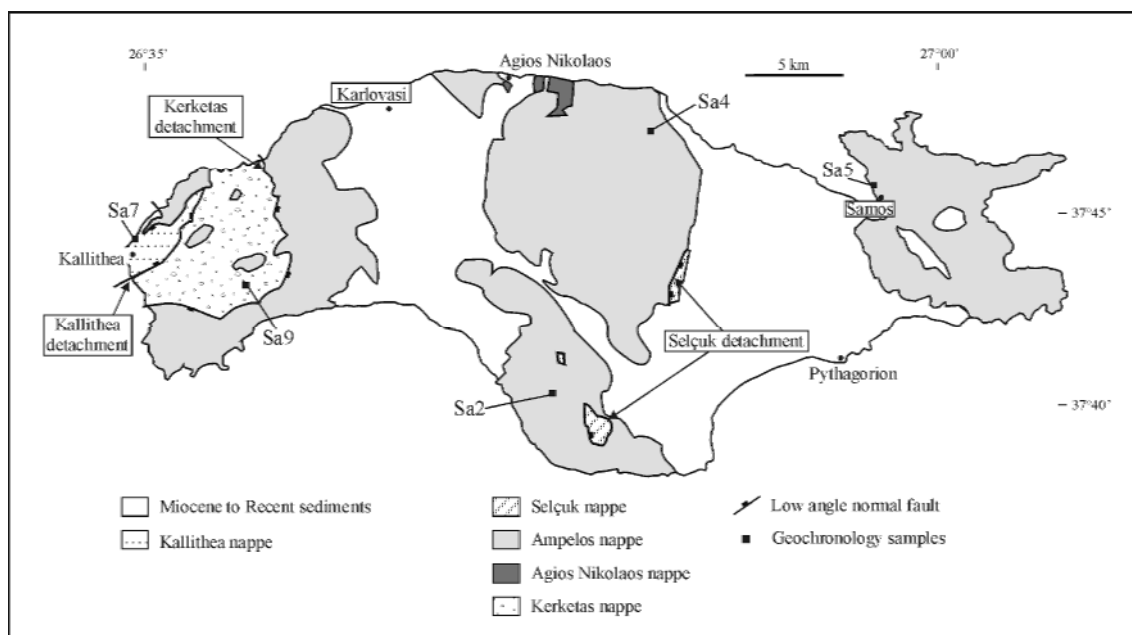 26°35'
Agios Nikolaos
5 km
27°00'
Karlovasi
Kerketas
detachment
Sa4
Sa5
Samos
Sa7
37°45'
Kallithea
Kallithea
detachment
Sa9
Selçuk detachment
Pythagorion
Sa2
37°40'
Miocene to Recent sediments
Kallithea nappe
Selçuk nappe
Ampelos nappe
Agios Nikolaos nappe
Kerketas nappe
Low angle normal fault
Geochronology samples